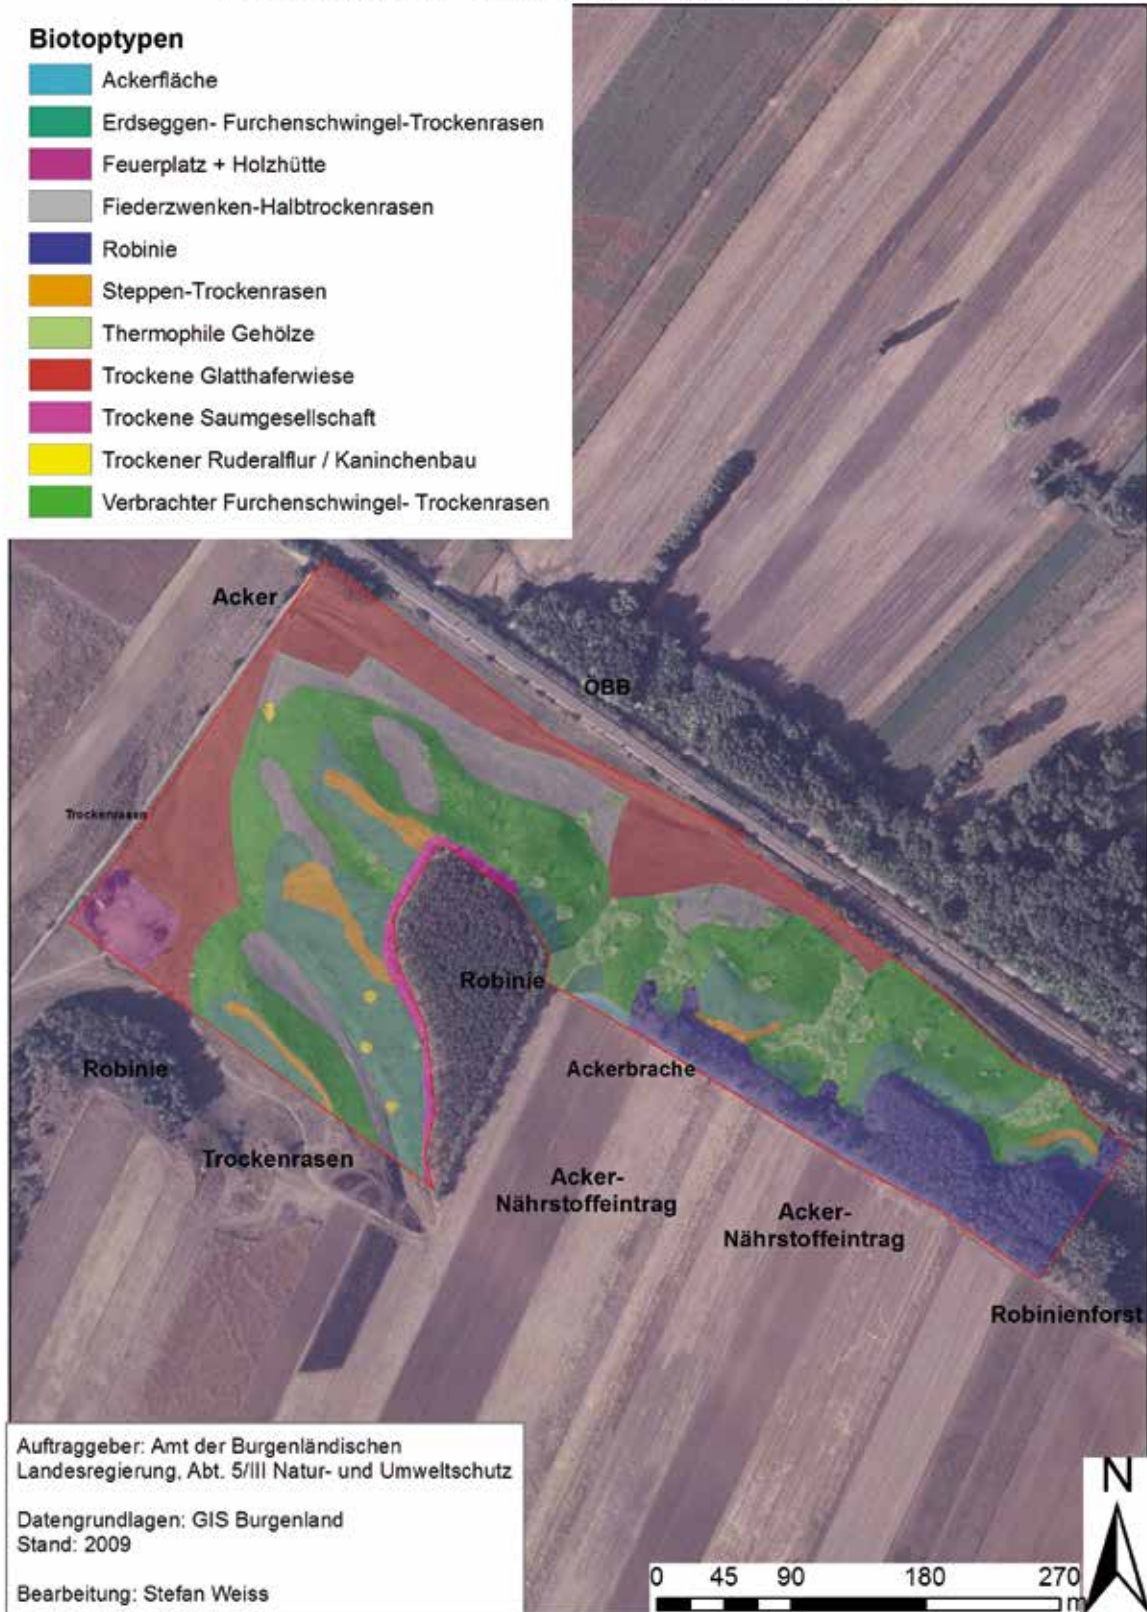 Biotoptypen
Ackerfläche
Erdseggen- Furchenschwingel-Trockenrasen
Feuerplatz + Holzhütte
Fiederzwenken-Halbtrockenrasen
Robinie
Steppen-Trockenrasen
Thermophile Gehölze
Trockene Glatthaferwiese
Trockene Saumgesellschaft
Trockener Ruderalflur / Kaninchenbau
Verbrachter Furchenschwingel- Trockenrasen
Acker
ÖBB
Trockenrasen
Robinie
Robinie
Ackerbrache
Trockenrasen
Acker-
Nährstoffeintrag
Acker-
Nährstoffeintrag
Robinienforst
Auftraggeber: Amt der Burgenländischen
Landesregierung, Abt. 5/III Natur- und Umweltschutz
Datengrundlagen: GIS Burgenland
Stand: 2009
Bearbeitung: Stefan Weiss
N
0 45 90 180 270
m